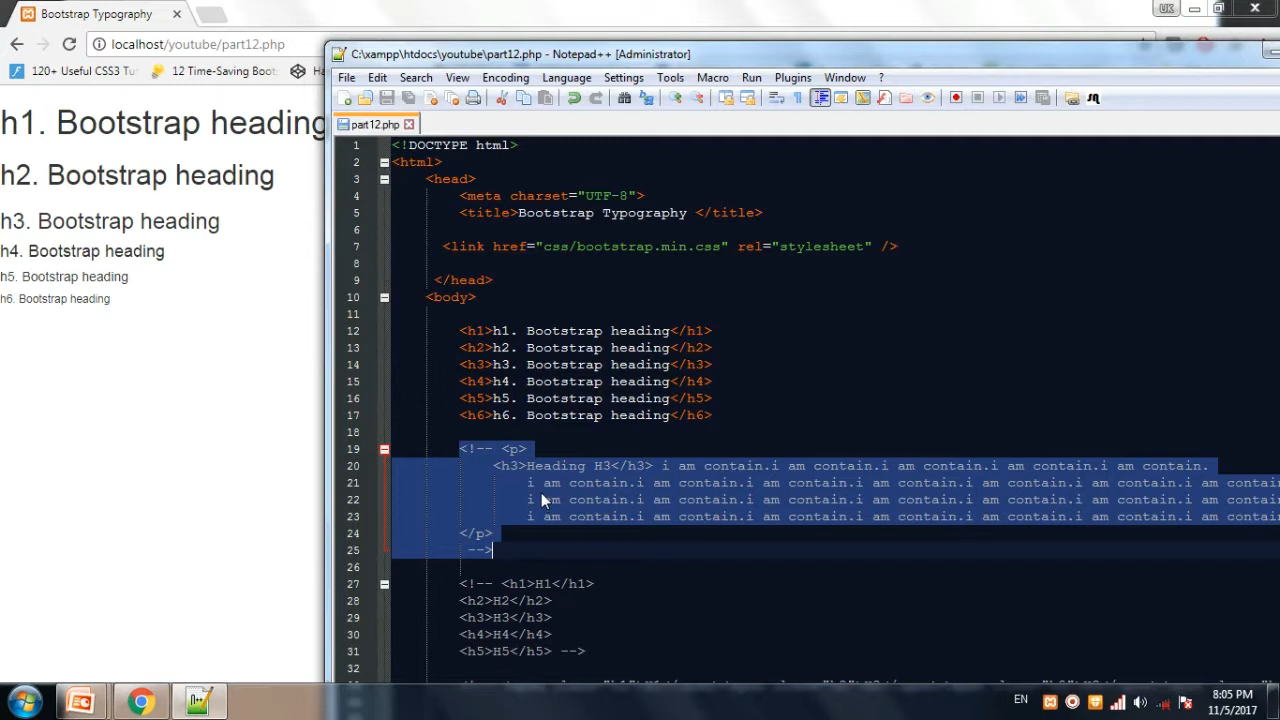 Bootstrap Typography
UX
localhost/youtube/part12.php
120+ Useful CSS3 Tu
12 Time-Saving Boot
h1. Bootstrap heading
h2. Bootstrap heading
h3. Bootstrap heading
h4. Bootstrap heading
h5. Bootstrap heading
h6. Bootstrap heading
C:\xampp\htdocs\youtube\part12.php - Notepad++ [Administrator]
File Edit Search View Encoding Language Settings Tools Macro Run Plugins Window ?
part12.php
1 <!DOCTYPE html>
2 <html>
3 <head>
4 <meta charset="UTF-8">
5 <title>Bootstrap Typography </title>
6
7 <link href="css/bootstrap.min.css" rel="stylesheet" />
8
9 </head>
10 <body>
11
12 <h1>h1. Bootstrap heading</h1>
13 <h2>h2. Bootstrap heading</h2>
14 <h3>h3. Bootstrap heading</h3>
15 <h4>h4. Bootstrap heading</h4>
16 <h5>h5. Bootstrap heading</h5>
17 <h6>h6. Bootstrap heading</h6>
18
19 <!-- <p>
20 <h3>Heading H3</h3> i am contain.i am contain.i am contain.i am contain.i am contain.
21 i am contain.i am contain.i am contain.i am contain.i am contain.i am contain.i am contai
22 i am contain.i am contain.i am contain.i am contain.i am contain.i am contain.i am contai
23 i am contain.i am contain.i am contain.i am contain.i am contain.i am contain.i am contai
24 </p>
25 -->
26
27 <!-- <h1>H1</h1>
28 <h2>H2</h2>
29 <h3>H3</h3>
30 <h4>H4</h4>
31 <h5>H5</h5> -->
32
EN
8:05 PM
11/5/2017